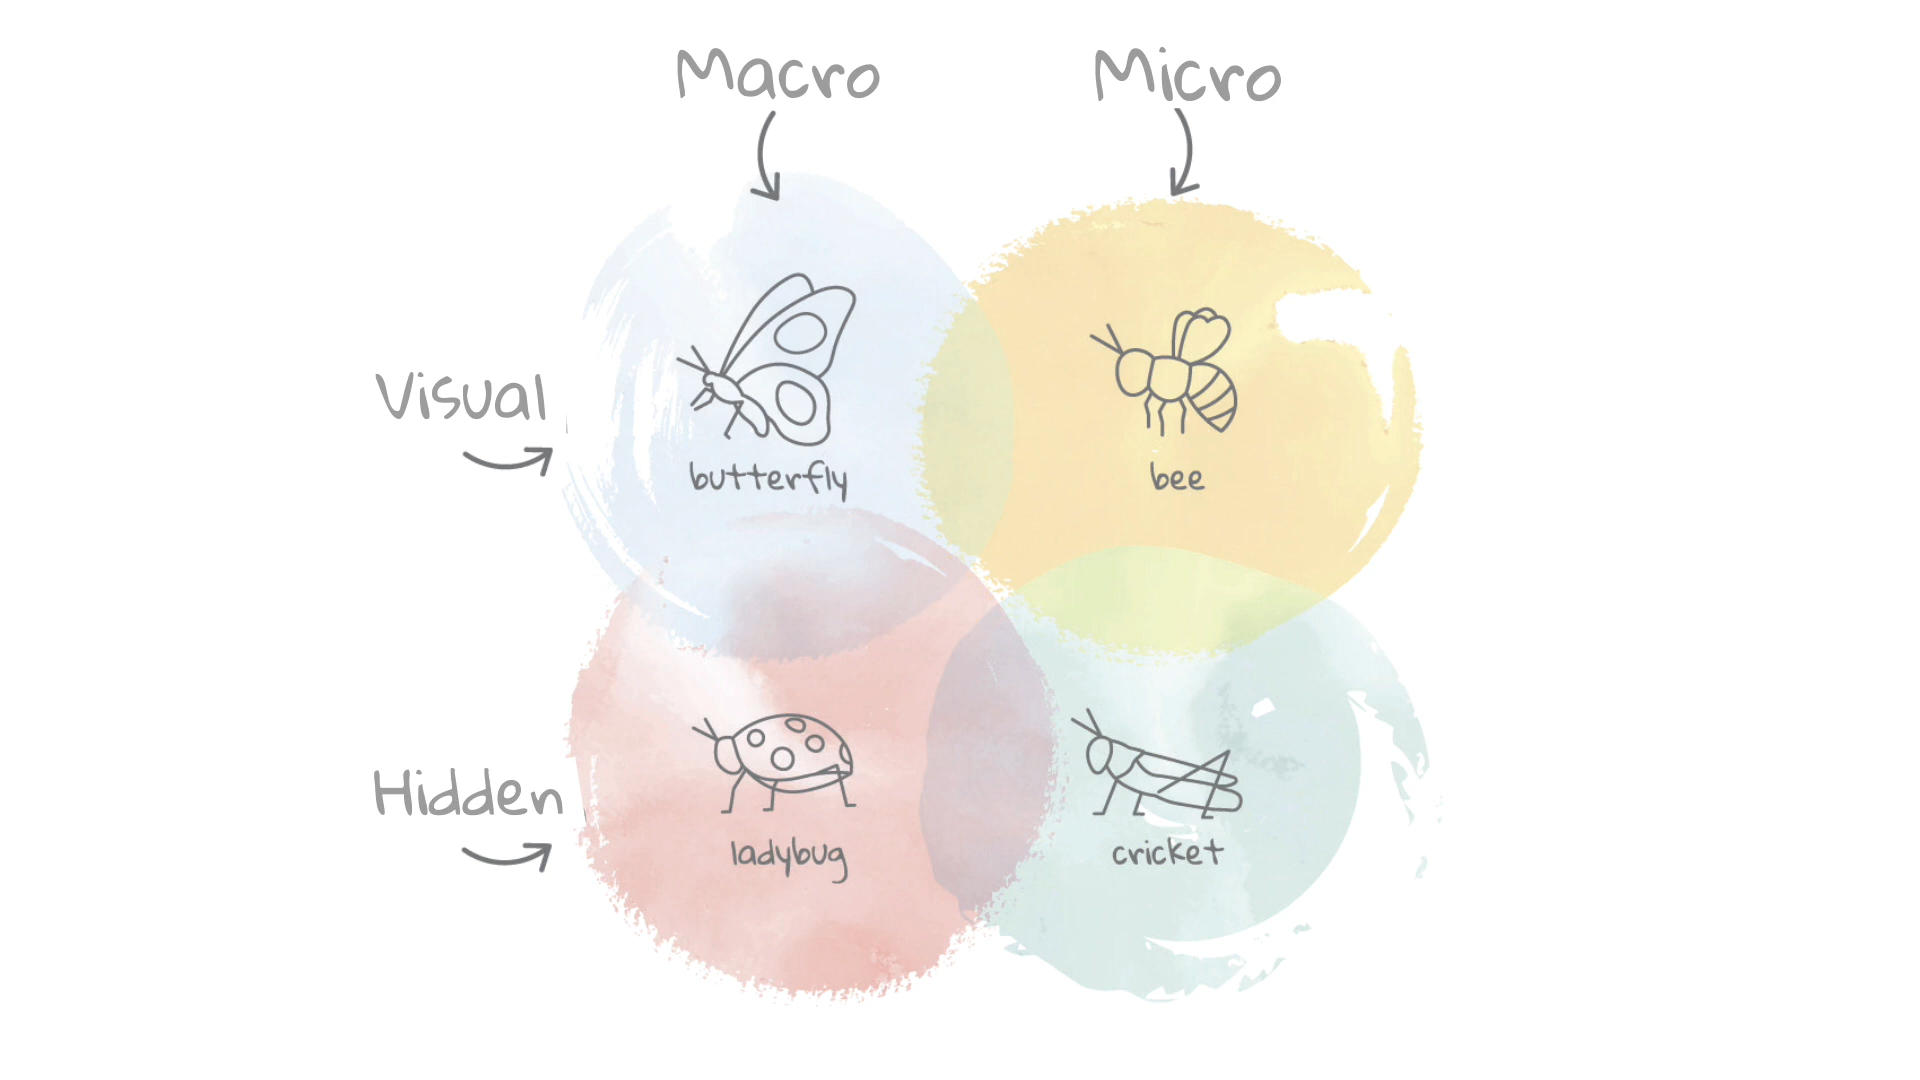 Macro
Micro
Visual
butterfly
bee
Hidden
ladybug
cricket